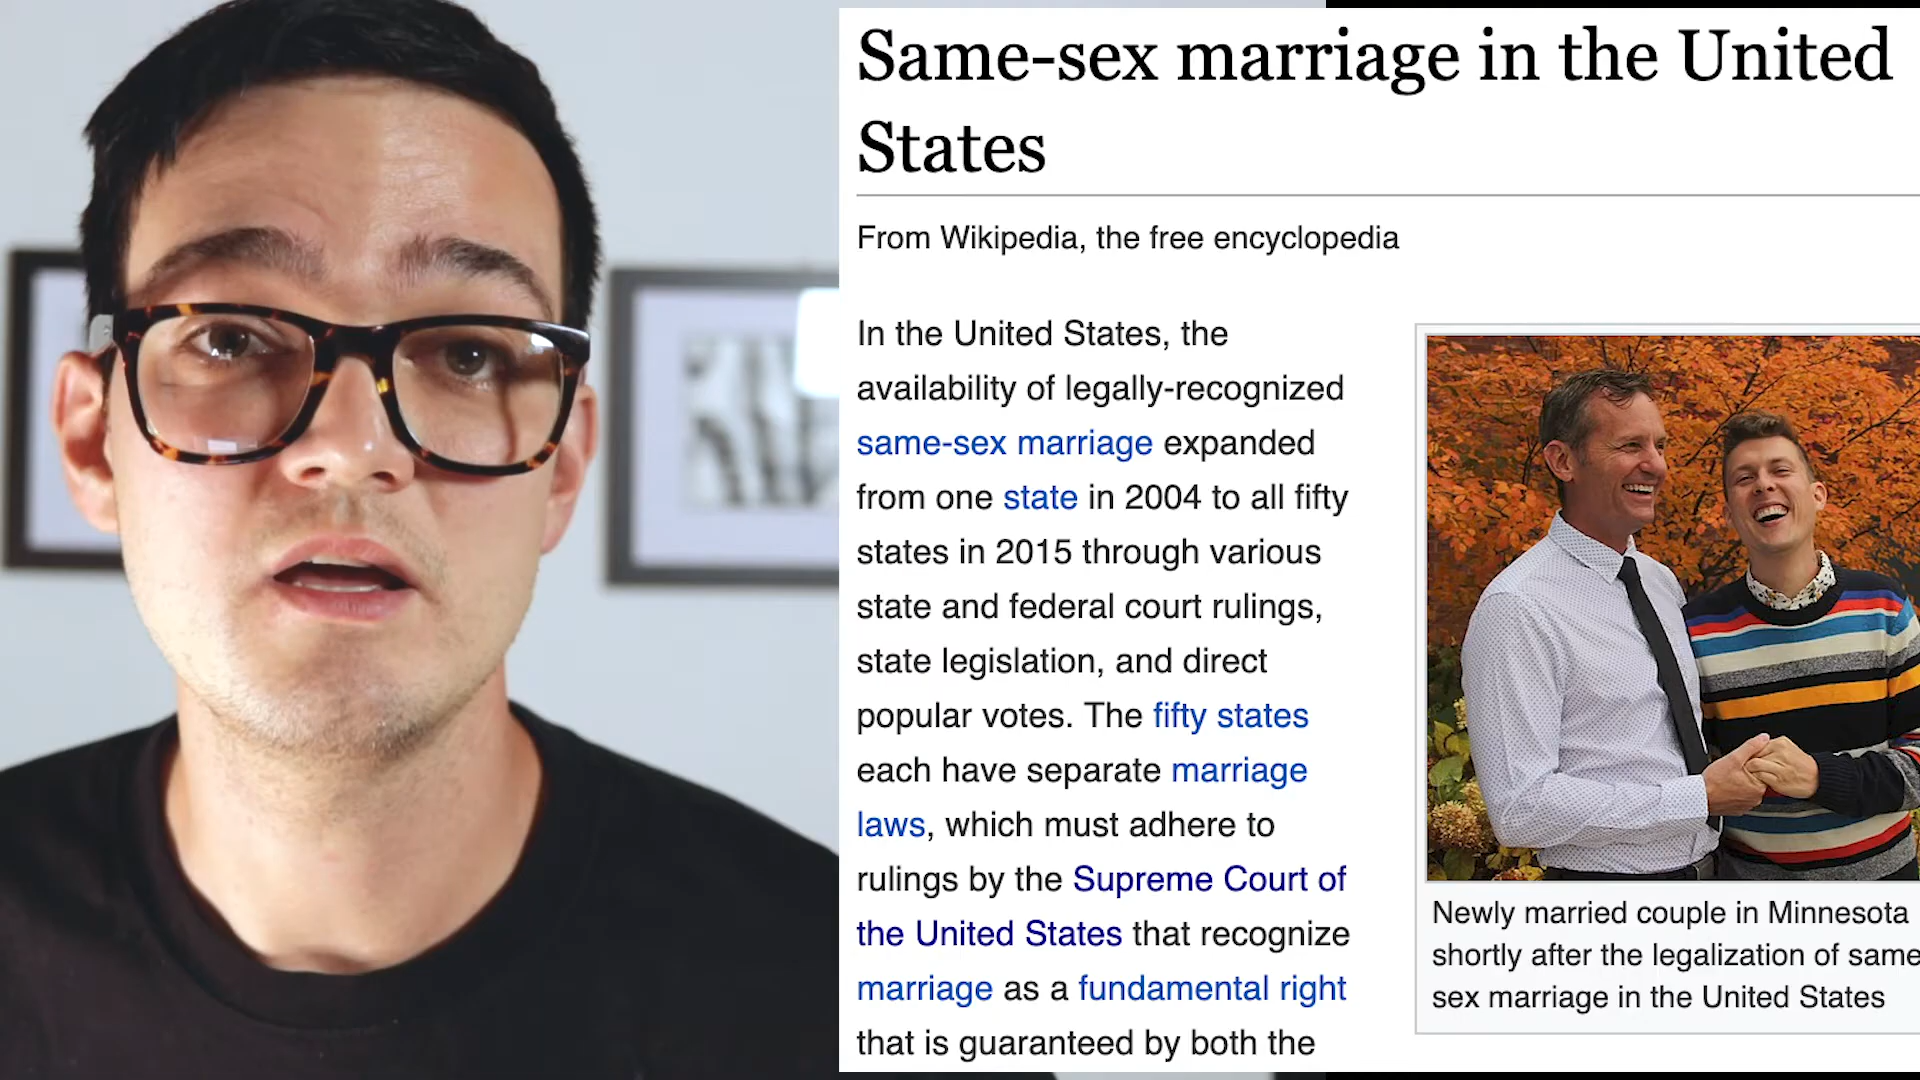 Same-sex marriage in the United
States
From Wikipedia, the free encyclopedia
In the United States, the
availability of legally-recognized
same-sex marriage expanded
from one state in 2004 to all fifty
states in 2015 through various
state and federal court rulings,
state legislation, and direct
popular votes. The fifty states
each have separate marriage
laws, which must adhere to
rulings by the Supreme Court of
the United States that recognize
marriage as a fundamental right
that is guaranteed by both the
Newly married couple in Minnesota
shortly after the legalization of same
sex marriage in the United States